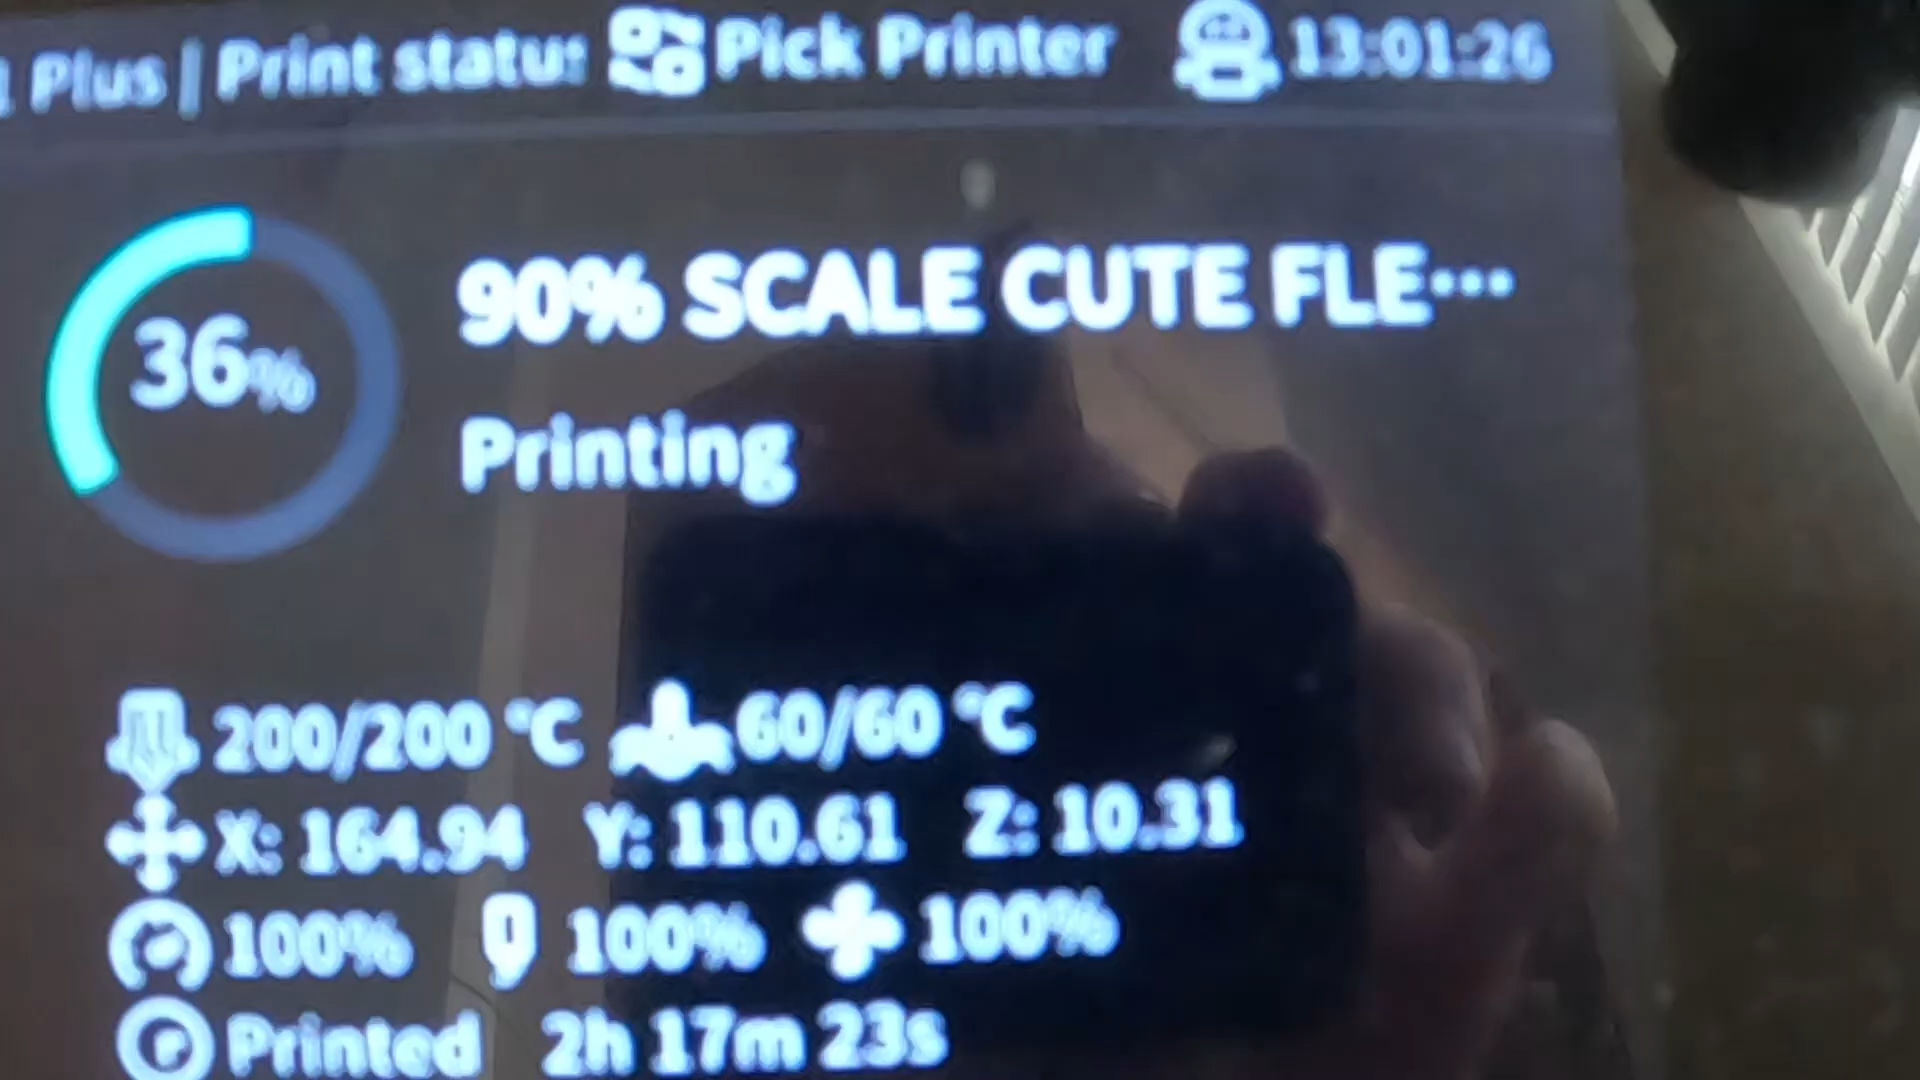 Plus | Print statu
Pick Printer
13:01:26
36%
90% SCALE CUTE FLE…
Printing
200/200 °C 60/60 °C
X: 164.94 Y: 110.61 Z: 10.31
100% 100% 100%
Printed 2h 17m 23s